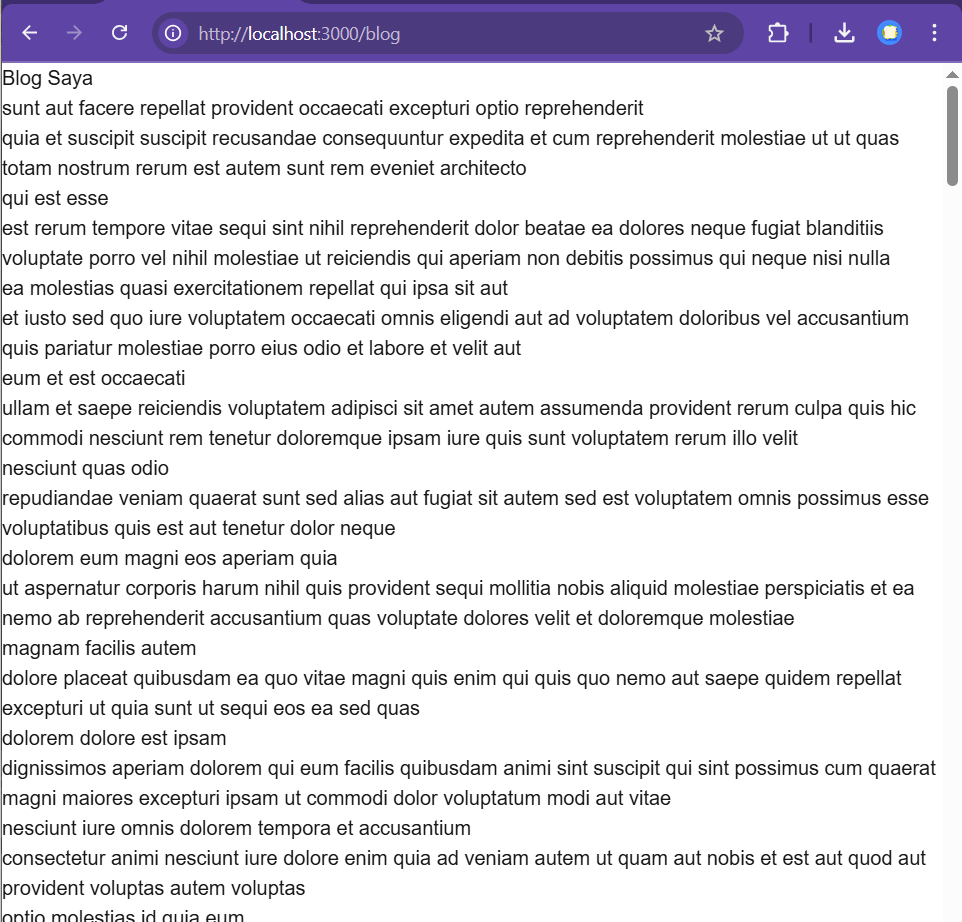 http://localhost:3000/blog
Blog Saya
sunt aut facere repellat provident occaecati excepturi optio reprehenderit
quia et suscipit suscipit recusandae consequuntur expedita et cum reprehenderit molestiae ut ut quas
totam nostrum rerum est autem sunt rem eveniet architecto
qui est esse
est rerum tempore vitae sequi sint nihil reprehenderit dolor beatae ea dolores neque fugiat blanditiis
voluptate porro vel nihil molestiae ut reiciendis qui aperiam non debitis possimus qui neque nisi nulla
ea molestias quasi exercitationem repellat qui ipsa sit aut
et iusto sed quo iure voluptatem occaecati omnis eligendi aut ad voluptatem doloribus vel accusantium
quis pariatur molestiae porro eius odio et labore et velit aut
eum et est occaecati
ullam et saepe reiciendis voluptatem adipisci sit amet autem assumenda provident rerum culpa quis hic
commodi nesciunt rem tenetur doloremque ipsam iure quis sunt voluptatem rerum illo velit
nesciunt quas odio
repudiandae veniam quaerat sunt sed alias aut fugiat sit autem sed est voluptatem omnis possimus esse
voluptatibus quis est aut tenetur dolor neque
dolorem eum magni eos aperiam quia
ut aspernatur corporis harum nihil quis provident sequi mollitia nobis aliquid molestiae perspiciatis et ea
nemo ab reprehenderit accusantium quas voluptate dolores velit et doloremque molestiae
magnam facilis autem
dolore placeat quibusdam ea quo vitae magni quis enim qui quis quo nemo aut saepe quidem repellat
excepturi ut quia sunt ut sequi eos ea sed quas
dolorem dolore est ipsam
dignissimos aperiam dolorem qui eum facilis quibusdam animi sint suscipit qui sint possimus cum quaerat
magni maiores excepturi ipsam ut commodi dolor voluptatum modi aut vitae
nesciunt iure omnis dolorem tempora et accusantium
consectetur animi nesciunt iure dolore enim quia ad veniam autem ut quam aut nobis et est aut quod aut
provident voluptas autem voluptas
optio molestias id quia eum